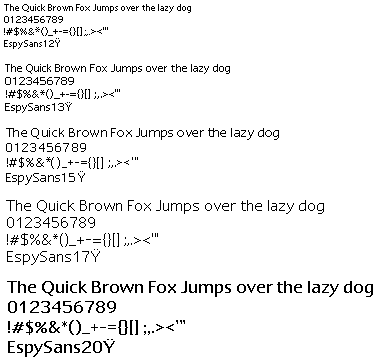 The Quick Brown Fox Jumps over the lazy dog
0123456789
!#$%&*()_+-={}[] ;,.><'"
EspySans12Ÿ
The Quick Brown Fox Jumps over the lazy dog
0123456789
!#$%&*()_+-={}[] ;,.><'"
EspySans13Ÿ
The Quick Brown Fox Jumps over the lazy dog
0123456789
!#$%&*()_+-={}[] ;,.><'"
EspySans15Ÿ
The Quick Brown Fox Jumps over the lazy dog
0123456789
!#$%&*()_+-={}[] ;,.><'"
EspySans17Ÿ
The Quick Brown Fox Jumps over the lazy dog
0123456789
!#$%&*()_+-={}[] ;,.><'"
EspySans20Ÿ